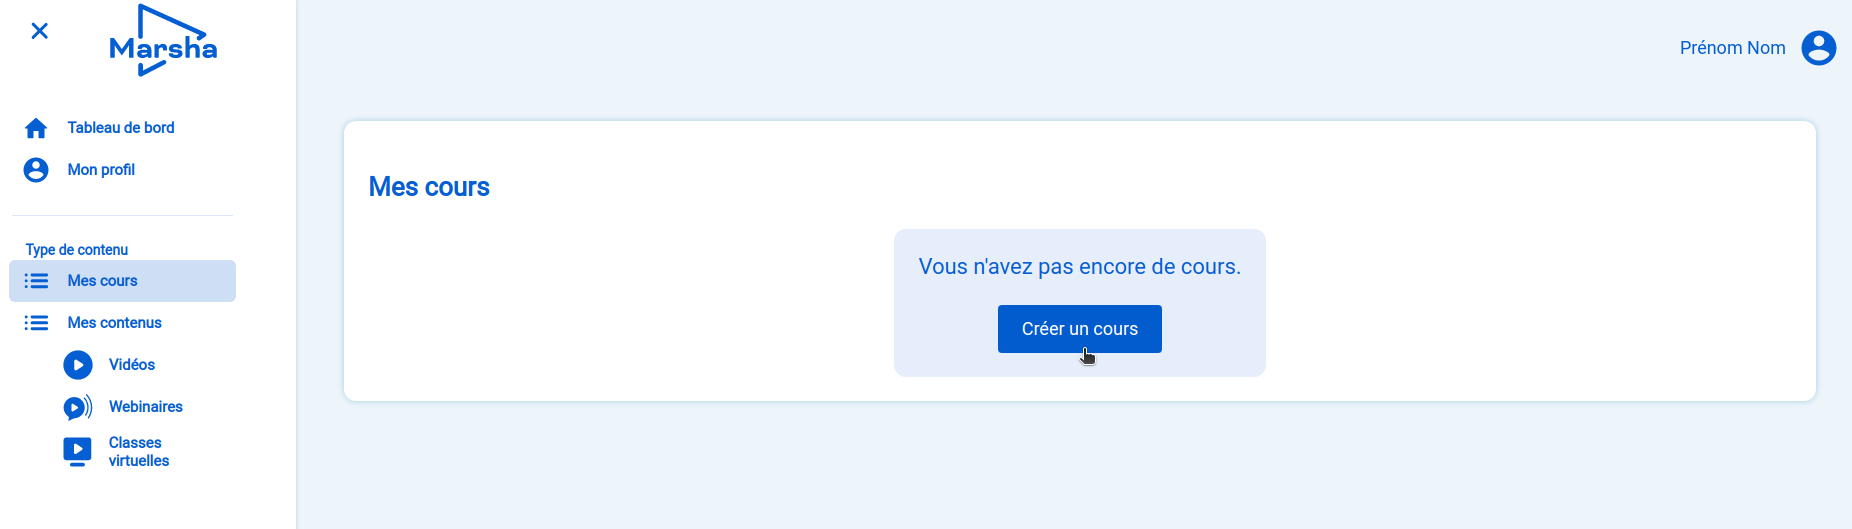 Marsha
Prénom Nom
Tableau de bord
Mon profil
Type de contenu
Mes cours
Mes contenus
Vidéos
Webinaires
Classes
virtuelles
Mes cours
Vous n'avez pas encore de cours.
Créer un cours